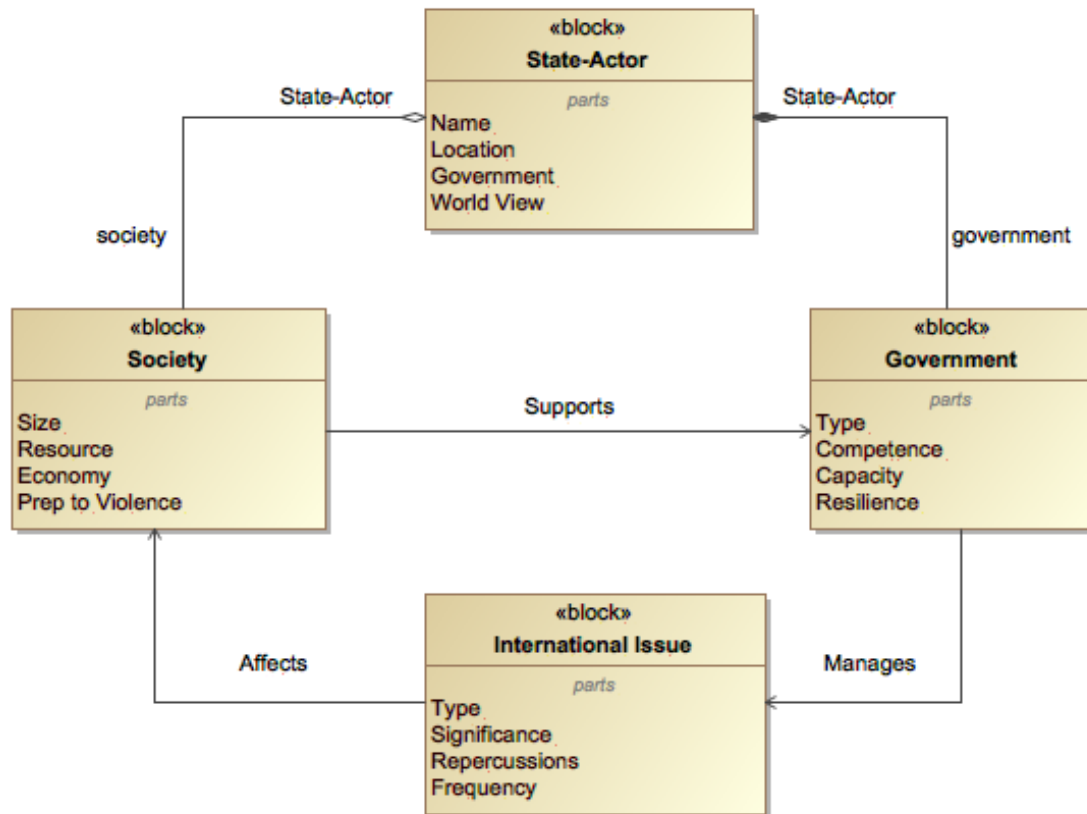 «block»
State-Actor
parts
Name
Location
Government
World View
State-Actor
State-Actor
society
government
«block»
Society
parts
Size
Resource
Economy
Prep to Violence
Supports
«block»
Government
parts
Type
Competence
Capacity
Resilience
Affects
«block»
International Issue
parts
Type
Significance
Repercussions
Frequency
Manages